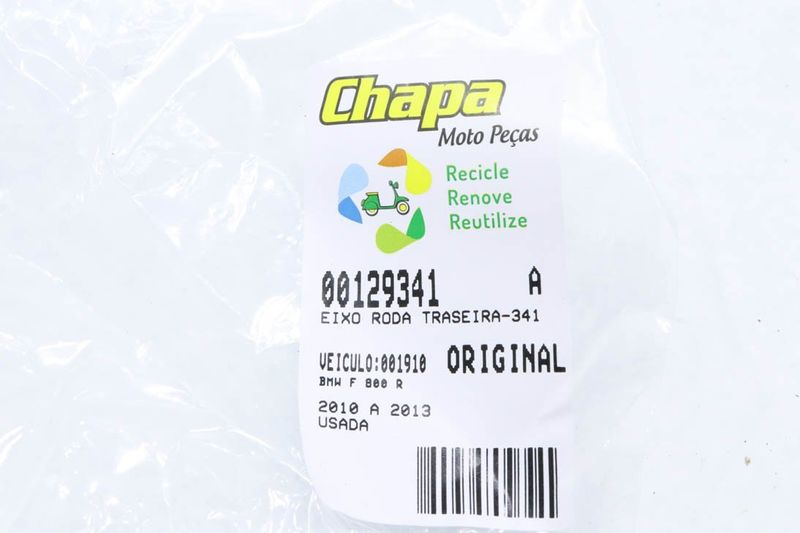 Chapa
Moto Peças
Recicle
Renove
Reutilize
00129341 A
EIXO RODA TRASEIRA-341
VEICULO:001910 ORIGINAL
BMW F 800 R
2010 A 2013
USADA